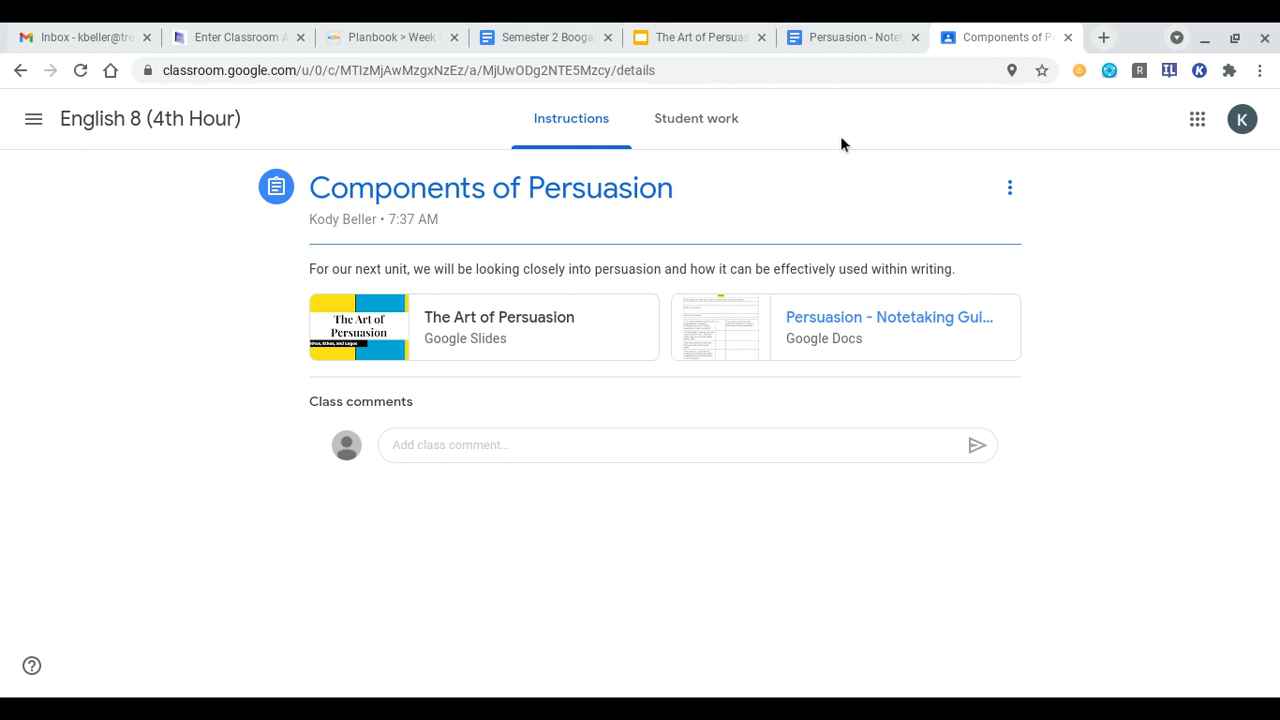 Inbox - kbeller@tre
Enter Classroom A
Planbook > Week
Semester 2 Booga
The Art of Persuas
Persuasion - Notet
Components of P
classroom.google.com/u/0/c/MTIzMjAwMzgxNzEz/a/MjUwODg2NTE5Mzcy/details
English 8 (4th Hour)
Instructions
Student work
K
Components of Persuasion
Kody Beller • 7:37 AM
For our next unit, we will be looking closely into persuasion and how it can be effectively used within writing.
The Art of
Persuasion
The Art of Persuasion
Google Slides
Persuasion - Notetaking Gui...
Google Docs
Class comments
Add class comment...